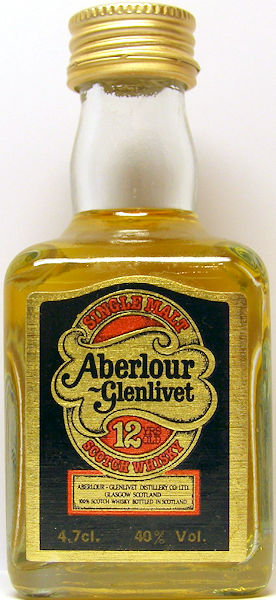 SINGLE MALT
Aberlour
~Glenlivet
12 YRS OLD
SCOTCH WHISKY
ABERLOUR - GLENLIVET DISTILLERY CO. LTD.
GLASGOW SCOTLAND
100% SCOTCH WHISKY BOTTLED IN SCOTLAND
4,7cl. 40% Vol.